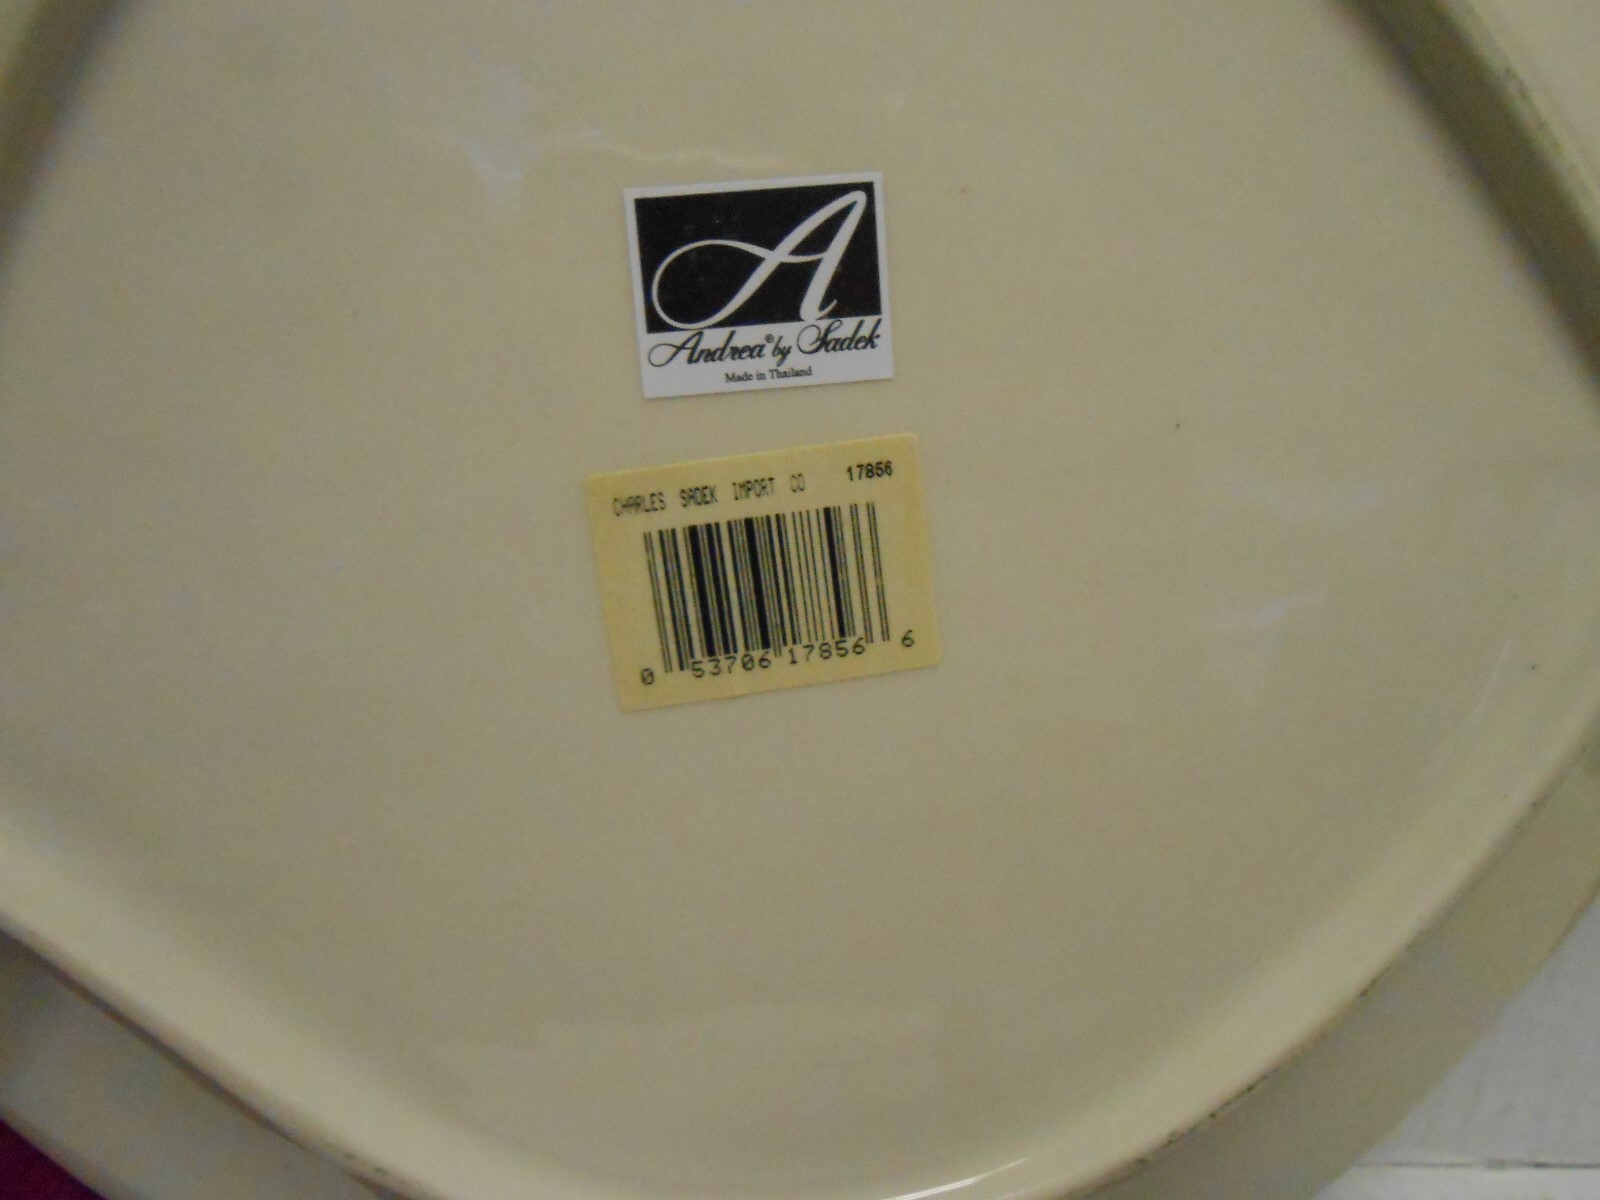 A
Andrea® by Sadek
Made in Thailand
CHARLES SADEK IMPORT CO 17856
0 53706 17856 6